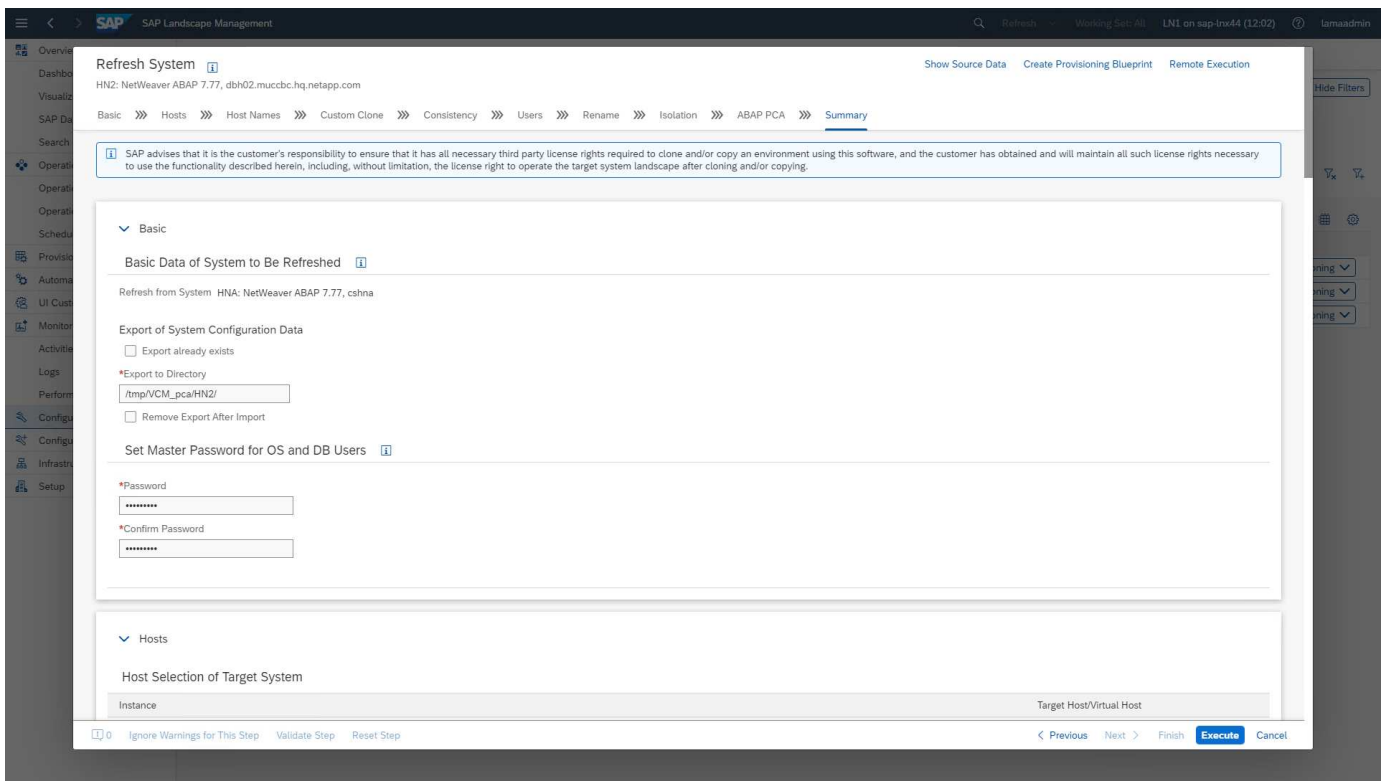 SAP SAP Landscape Management Refresh Working Set: All LN1 on sap-lnx44 (12:02) lamaadmin
Overvie
Dashbo
Visualiz
SAP Da
Search
Operati
Operati
Operati
Schedu
Provisio
Automa
UI Cust
Monitor
Activitie
Logs
Perform
Configu
Configu
Infrastru
Setup
Hide Filters
oning
oning
oning
Refresh System
Show Source Data Create Provisioning Blueprint Remote Execution
HN2: NetWeaver ABAP 7.77, dbh02.muccbc.hq.netapp.com
Basic Hosts Host Names Custom Clone Consistency Users Rename Isolation ABAP PCA Summary
SAP advises that it is the customer's responsibility to ensure that it has all necessary third party license rights required to clone and/or copy an environment using this software, and the customer has obtained and will maintain all such license rights necessary
to use the functionality described herein, including, without limitation, the license right to operate the target system landscape after cloning and/or copying.
Basic
Basic Data of System to Be Refreshed
Refresh from System HNA: NetWeaver ABAP 7.77, cshna
Export of System Configuration Data
Export already exists
*Export to Directory
/tmp/VCM_pca/HN2/
Remove Export After Import
Set Master Password for OS and DB Users
*Password
•••••••••
*Confirm Password
•••••••••
Hosts
Host Selection of Target System
Instance Target Host/Virtual Host
0 Ignore Warnings for This Step Validate Step Reset Step < Previous Next > Finish Execute Cancel